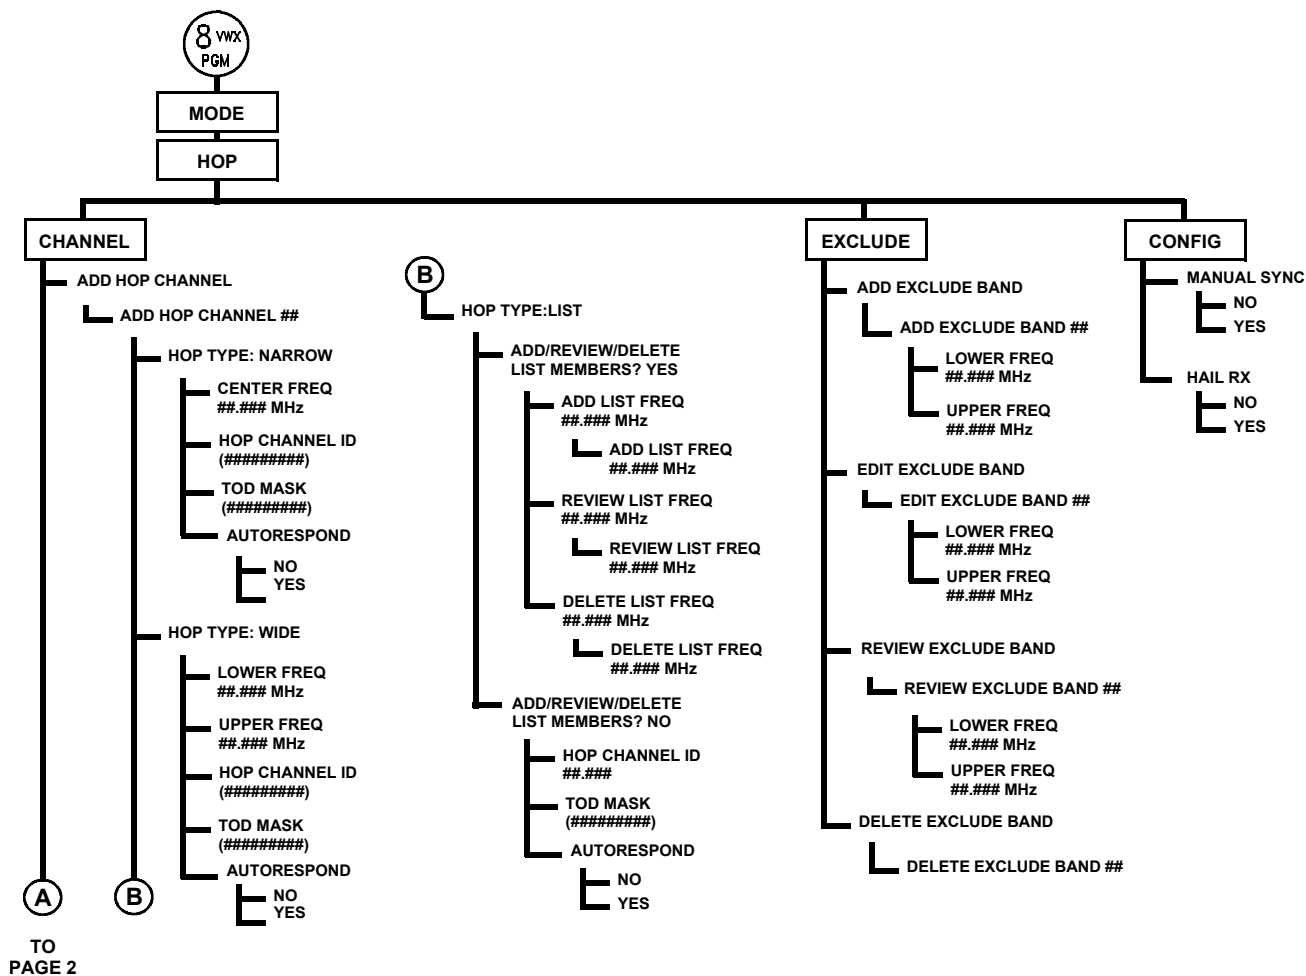 8 VWX
PGM
MODE
HOP
CHANNEL
ADD HOP CHANNEL
ADD HOP CHANNEL ##
HOP TYPE: NARROW
CENTER FREQ
##.### MHz
HOP CHANNEL ID
(#########)
TOD MASK
(#########)
AUTORESPOND
NO
YES
HOP TYPE: WIDE
LOWER FREQ
##.### MHz
UPPER FREQ
##.### MHz
HOP CHANNEL ID
(#########)
TOD MASK
(#########)
AUTORESPOND
NO
YES
A
B
TO
PAGE 2
B
HOP TYPE:LIST
ADD/REVIEW/DELETE
LIST MEMBERS? YES
ADD LIST FREQ
##.### MHz
ADD LIST FREQ
##.### MHz
REVIEW LIST FREQ
##.### MHz
REVIEW LIST FREQ
##.### MHz
DELETE LIST FREQ
##.### MHz
DELETE LIST FREQ
##.### MHz
ADD/REVIEW/DELETE
LIST MEMBERS? NO
HOP CHANNEL ID
##.###
TOD MASK
(#########)
AUTORESPOND
NO
YES
EXCLUDE
ADD EXCLUDE BAND
ADD EXCLUDE BAND ##
LOWER FREQ
##.### MHz
UPPER FREQ
##.### MHz
EDIT EXCLUDE BAND
EDIT EXCLUDE BAND ##
LOWER FREQ
##.### MHz
UPPER FREQ
##.### MHz
REVIEW EXCLUDE BAND
REVIEW EXCLUDE BAND ##
LOWER FREQ
##.### MHz
UPPER FREQ
##.### MHz
DELETE EXCLUDE BAND
DELETE EXCLUDE BAND ##
CONFIG
MANUAL SYNC
NO
YES
HAIL RX
NO
YES